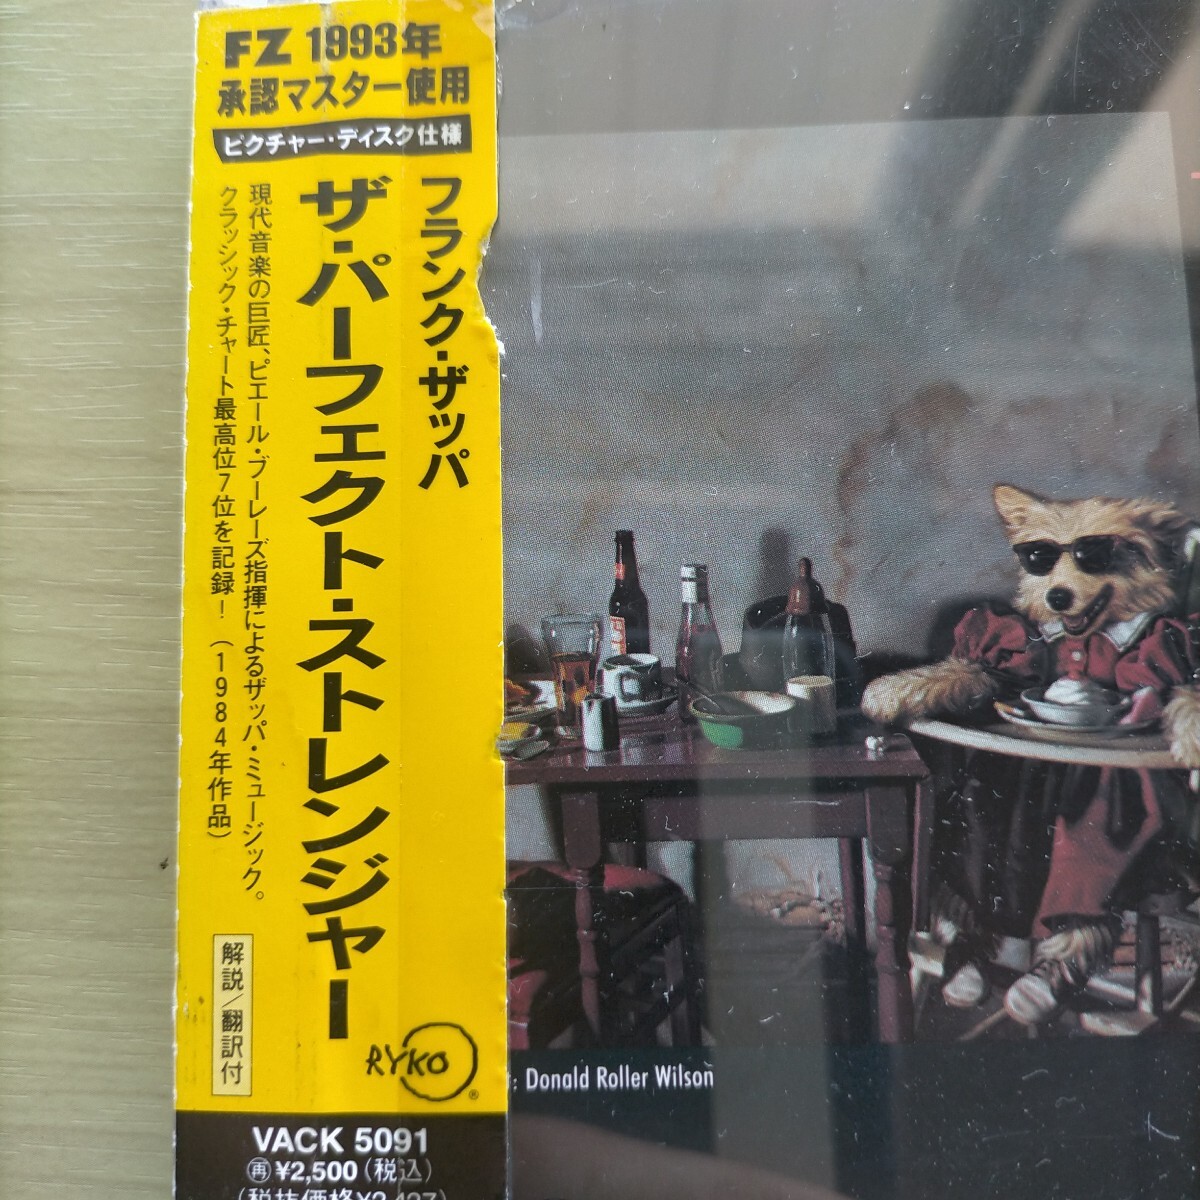 FZ 1993年
承認マスター使用
ピクチャー・ディスク仕様
フランク・ザッパ
ザ・パーフェクト・ストレンジャー
現代音楽の巨匠、ピエール・ブーレーズ指揮によるザッパ・ミュージック。
クラシック・チャート最高位7位を記録！（1984年作品）
解説／翻訳付
RYKO
®
: Donald Roller Wilson
VACK 5091
再 ¥2,500（税込）